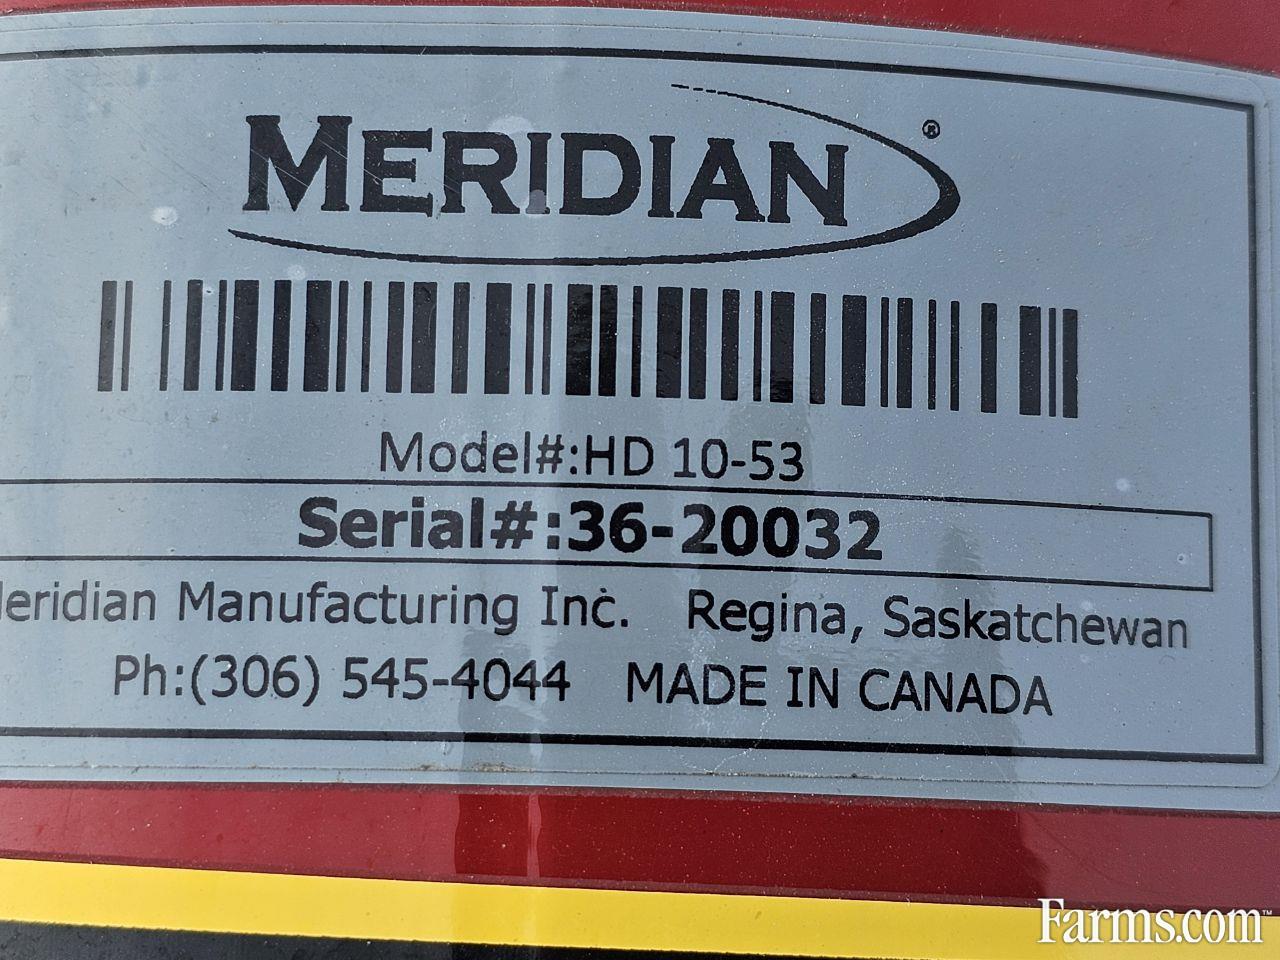 MERIDIAN®
Model#:HD 10-53
Serial#:36-20032
eridian Manufacturing Inc. Regina, Saskatchewan
Ph:(306) 545-4044 MADE IN CANADA
Farms.com™